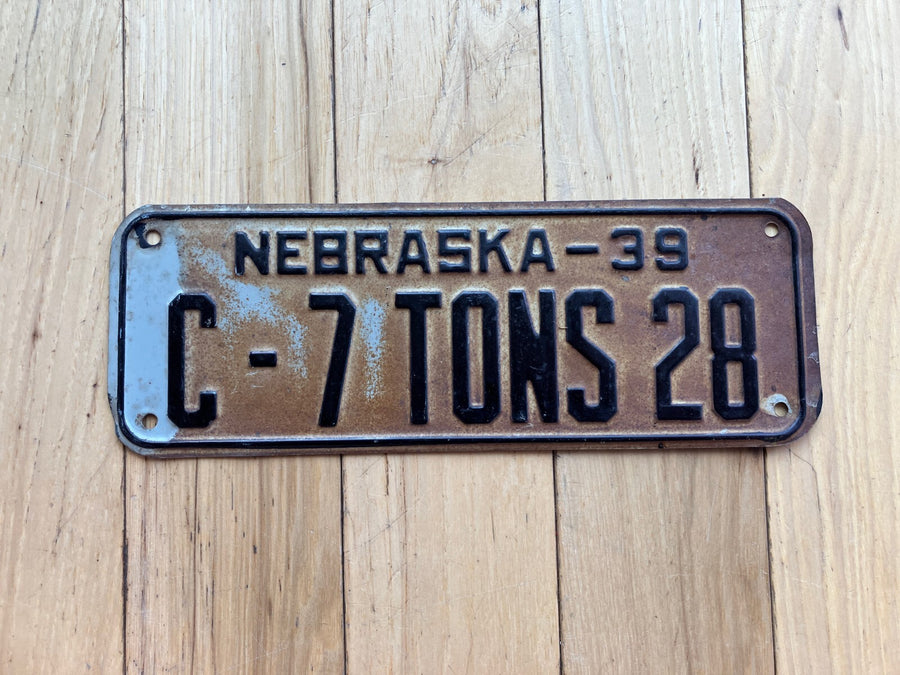 NEBRASKA-39
C-7 TONS 28